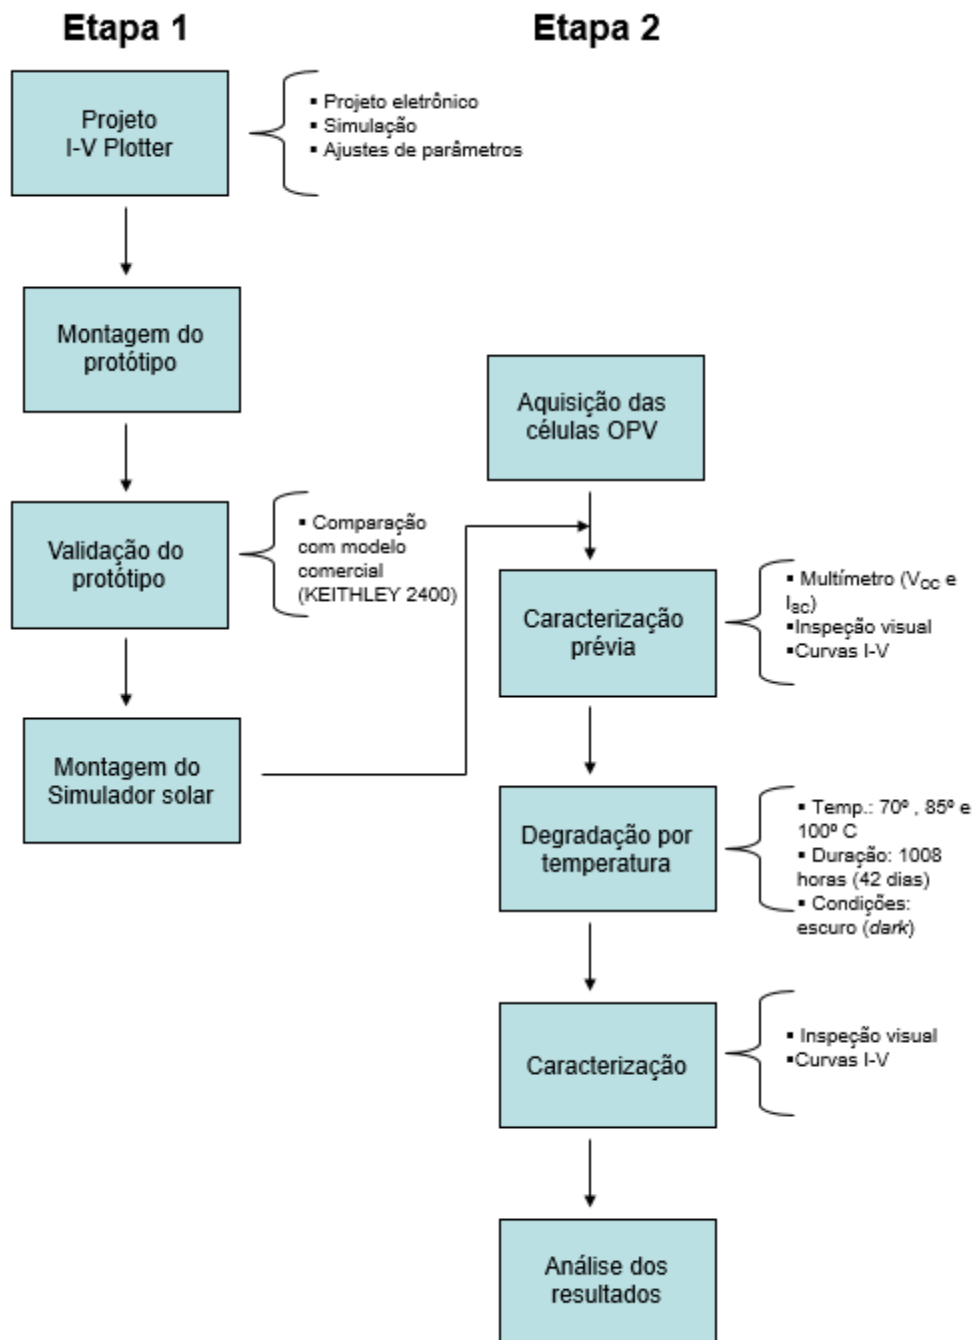 Etapa 1
Projeto
I-V Plotter
▪ Projeto eletrônico
▪ Simulação
▪ Ajustes de parâmetros
Montagem do
protótipo
Validação do
protótipo
▪ Comparação
com modelo
comercial
(KEITHLEY 2400)
Montagem do
Simulador solar
Etapa 2
Aquisição das
células OPV
Caracterização
prévia
▪ Multímetro (VCC e
ISC)
▪Inspeção visual
▪Curvas I-V
Degradação por
temperatura
▪ Temp.: 70º , 85º e
100º C
▪ Duração: 1008
horas (42 dias)
▪ Condições:
escuro (dark)
Caracterização
▪ Inspeção visual
▪Curvas I-V
Análise dos
resultados